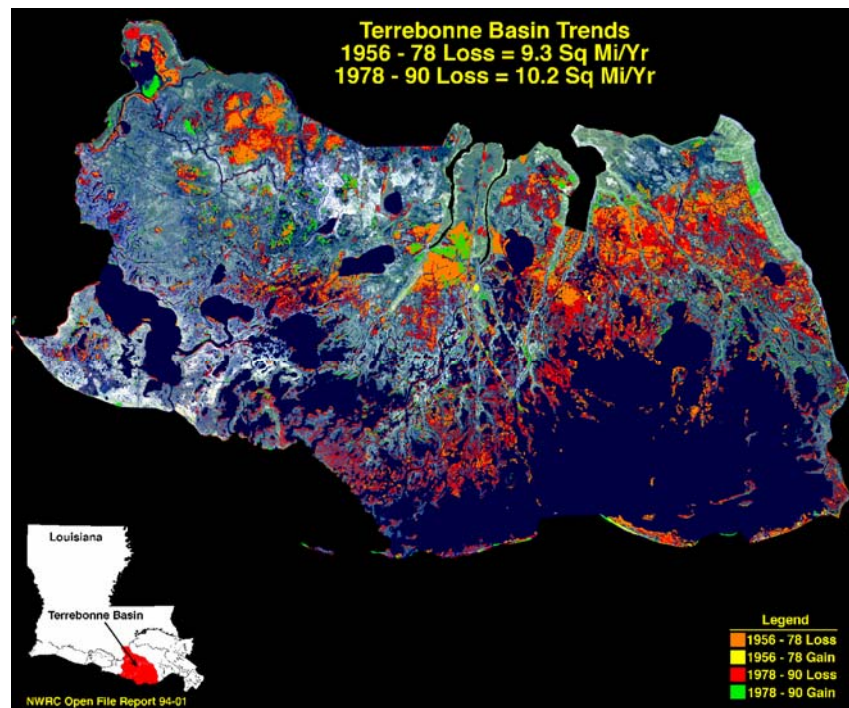 Terrebonne Basin Trends
1956 - 78 Loss = 9.3 Sq Mi/Yr
1978 - 90 Loss = 10.2 Sq Mi/Yr
Louisiana
Terrebonne Basin
NWRC Open File Report 94-01
Legend
1956 - 78 Loss
1956 - 78 Gain
1978 - 90 Loss
1978 - 90 Gain